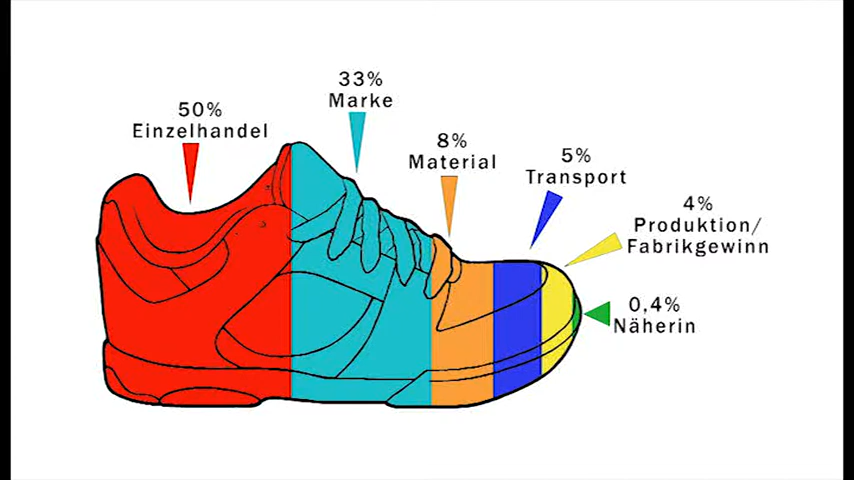 50%
Einzelhandel
33%
Marke
8%
Material
5%
Transport
4%
Produktion/
Fabrikgewinn
0,4%
Näherin